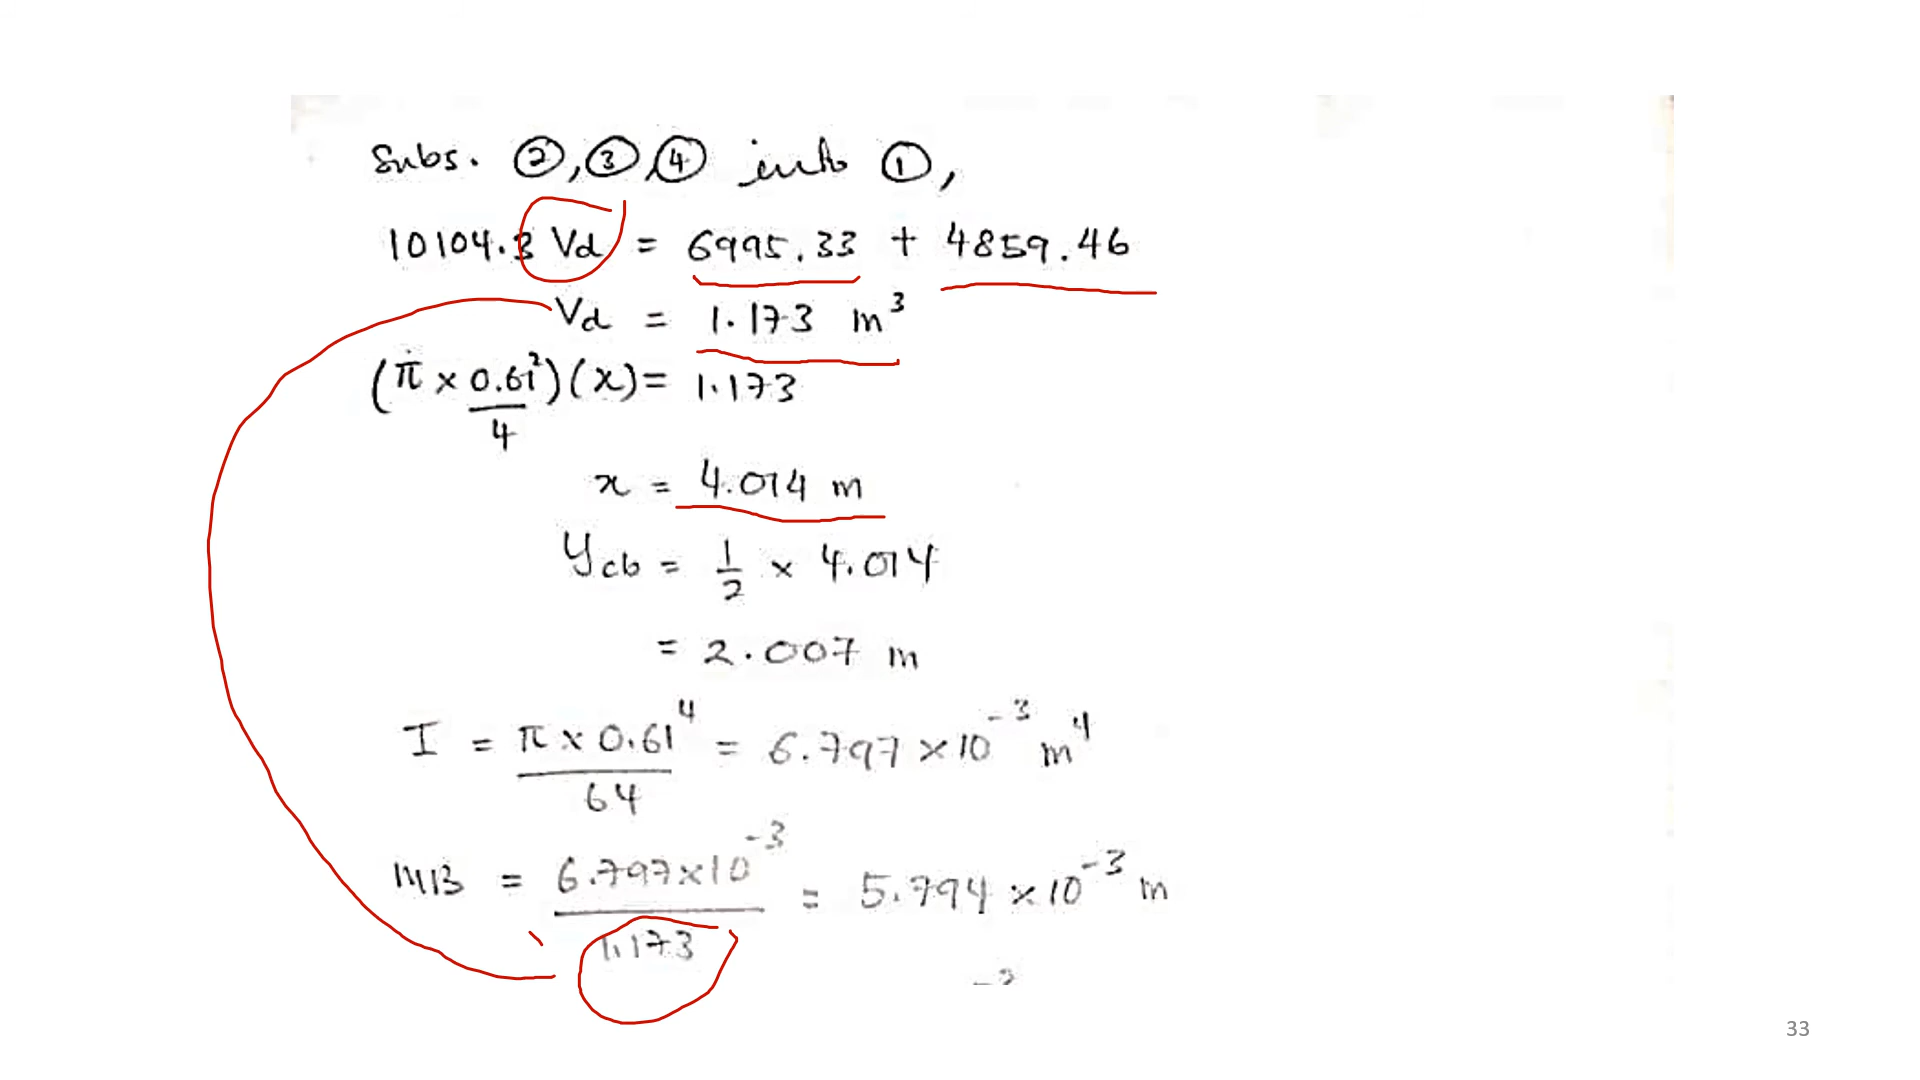 Subs. ②,③,④ into ①,
10104.3 Vd = 6995.33 + 4859.46
Vd = 1.173 m³
(π × 0.61²/4)(x) = 1.173
x = 4.014 m
Ycb = 1/2 × 4.014
= 2.007 m
I = π × 0.61⁴/64 = 6.797 × 10⁻³ m⁴
MB = 6.797 × 10⁻³/1.173 = 5.794 × 10⁻³ m
33